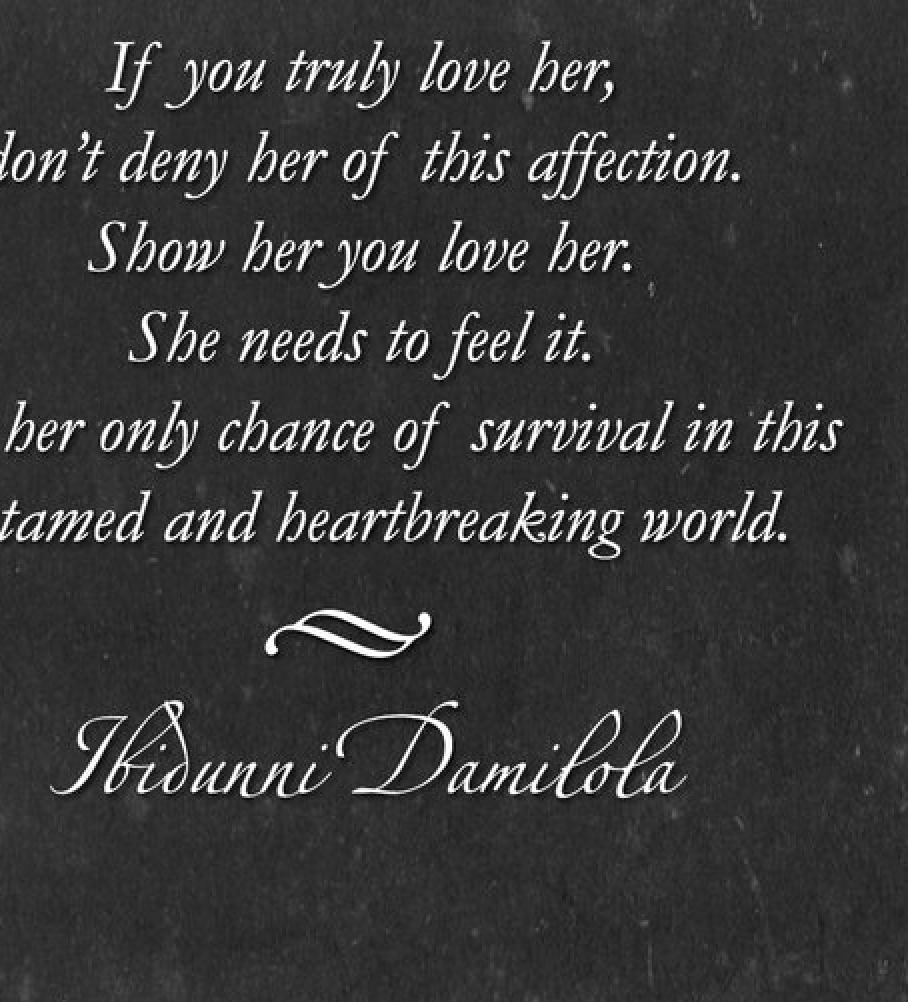 If you truly love her,
don't deny her of this affection.
Show her you love her.
She needs to feel it.
her only chance of survival in this
tamed and heartbreaking world.
Ibidunni Damilola